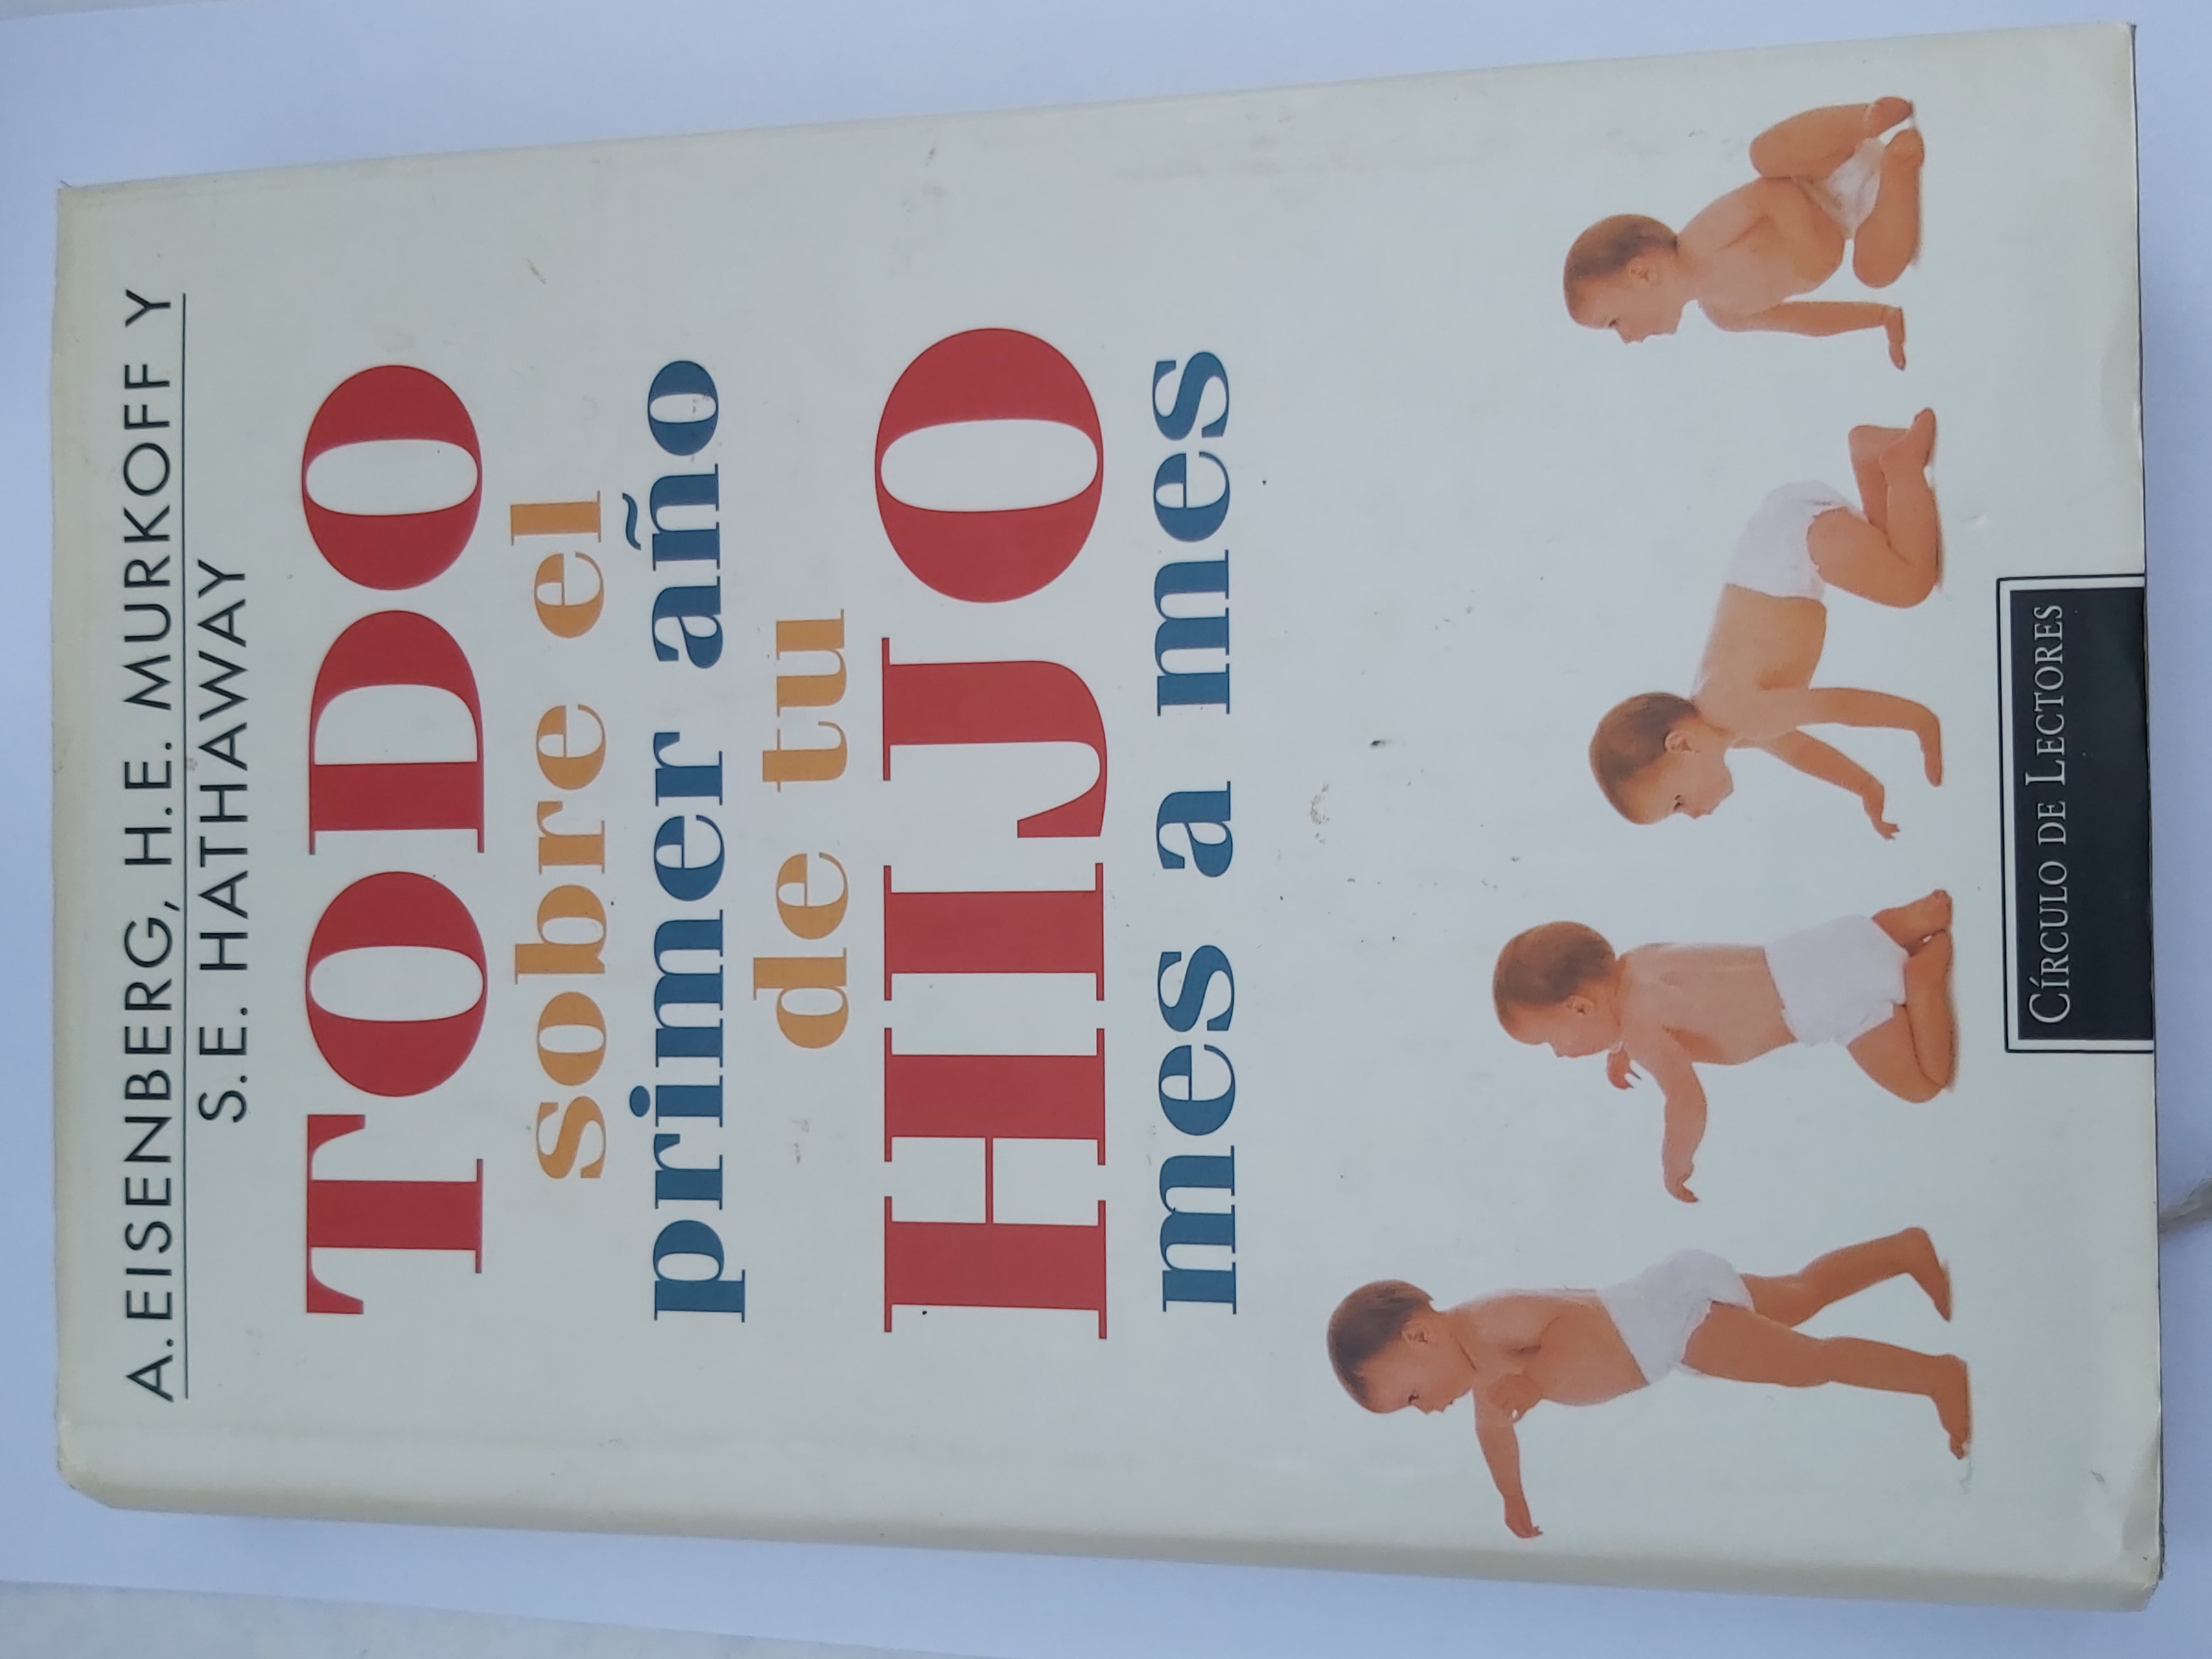 A. EISENBERG, H.E. MURKOFF Y
S.E. HATHAWAY
TODO
sobre el
primer año
de tu
HIJO
mes a mes
CÍRCULO DE LECTORES